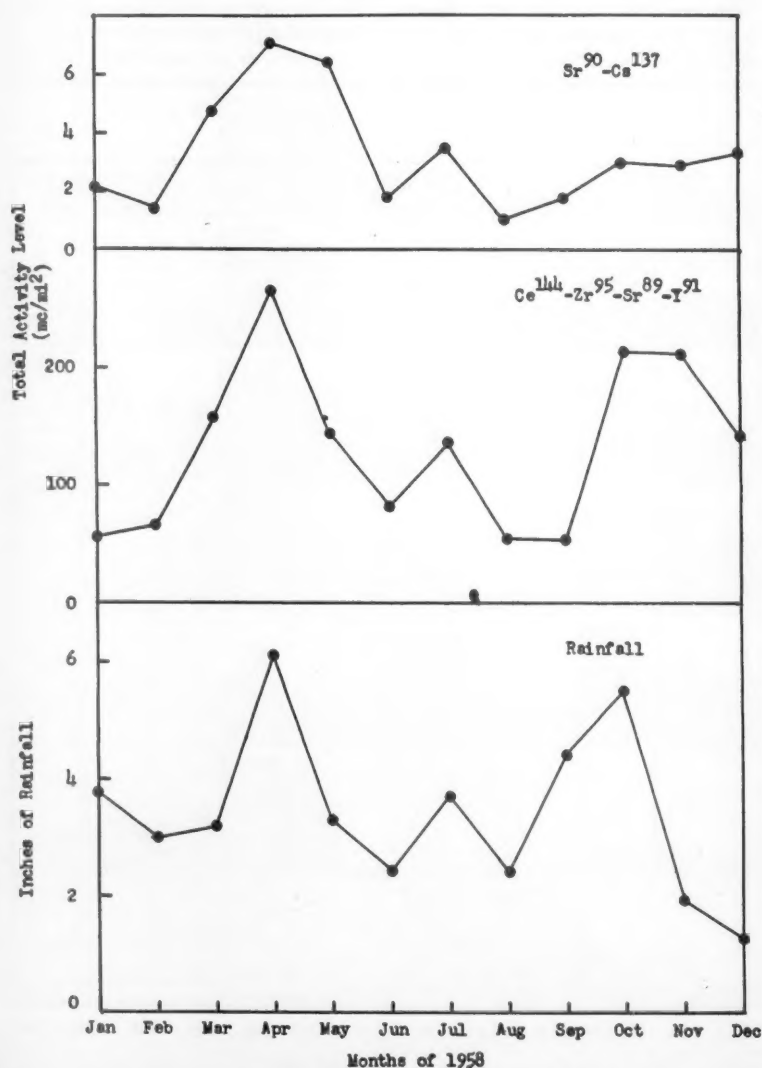 Sr90-Cs137
6
4
2
0
Total Activity Level
(mc/mi2)
Ce144-Zr95-Sr89-Y91
200
100
0
Rainfall
Inches of Rainfall
6
4
2
0
Jan Feb Mar Apr May Jun Jul Aug Sep Oct Nov Dec
Months of 1958